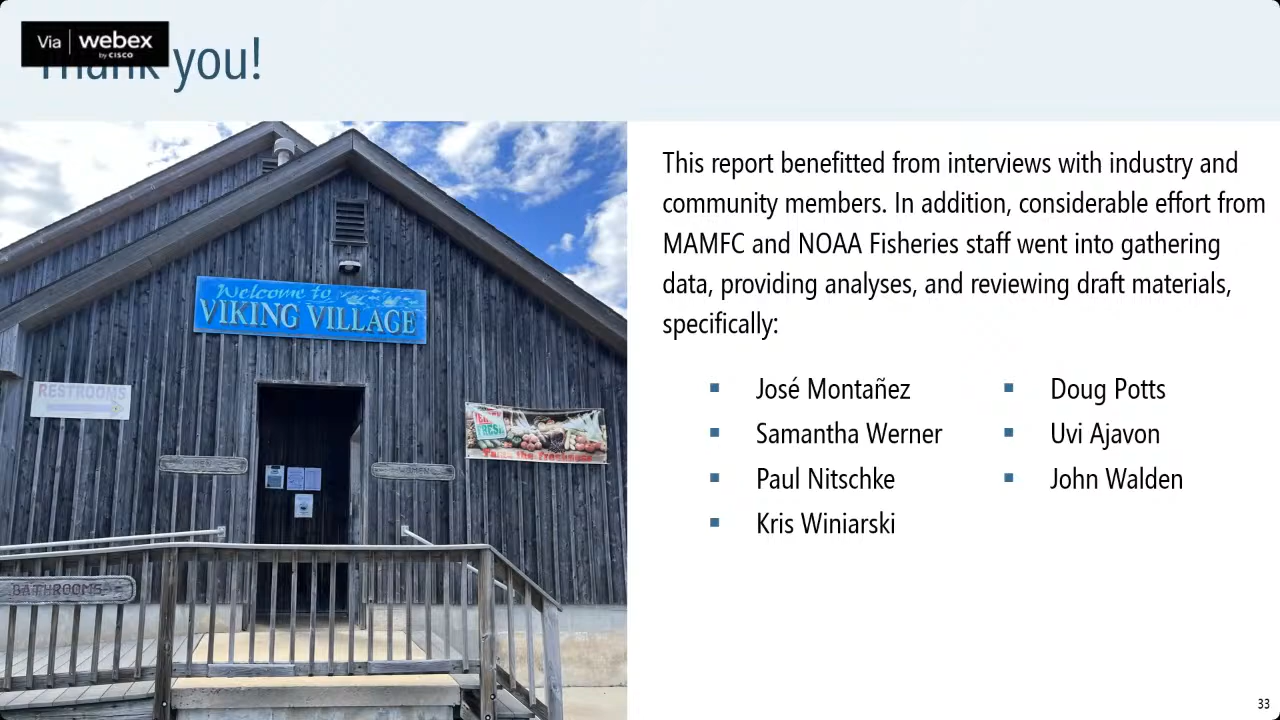 Via webex
by CISCO
Thank you!
Welcome to
VIKING VILLAGE
RESTROOMS
BATHROOMS
This report benefitted from interviews with industry and
community members. In addition, considerable effort from
MAMFC and NOAA Fisheries staff went into gathering
data, providing analyses, and reviewing draft materials,
specifically:
José Montañez
Samantha Werner
Paul Nitschke
Kris Winiarski
Doug Potts
Uvi Ajavon
John Walden
33